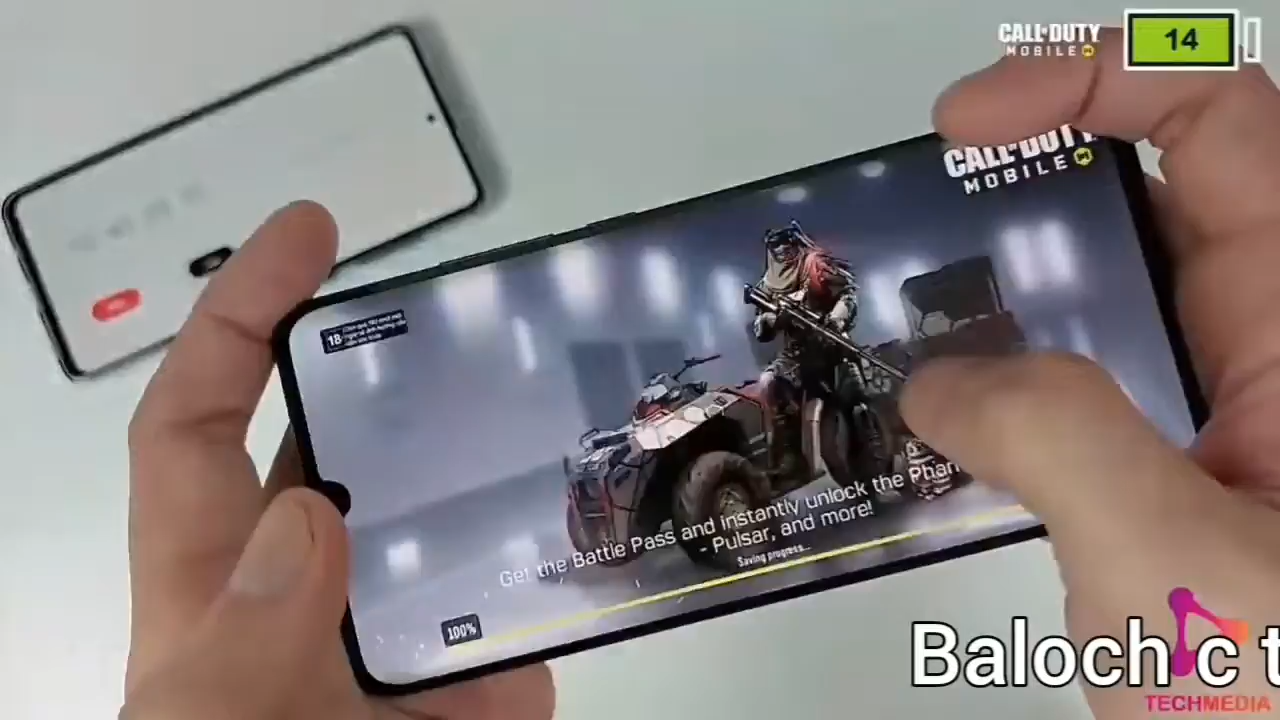 CALL OF DUTY
MOBILE
14
CALL OF DUTY
MOBILE
18
Get the Battle Pass and instantly unlock the Phan
- Pulsar, and more!
Saving progress...
100%
Baloch c t
TECHMEDIA